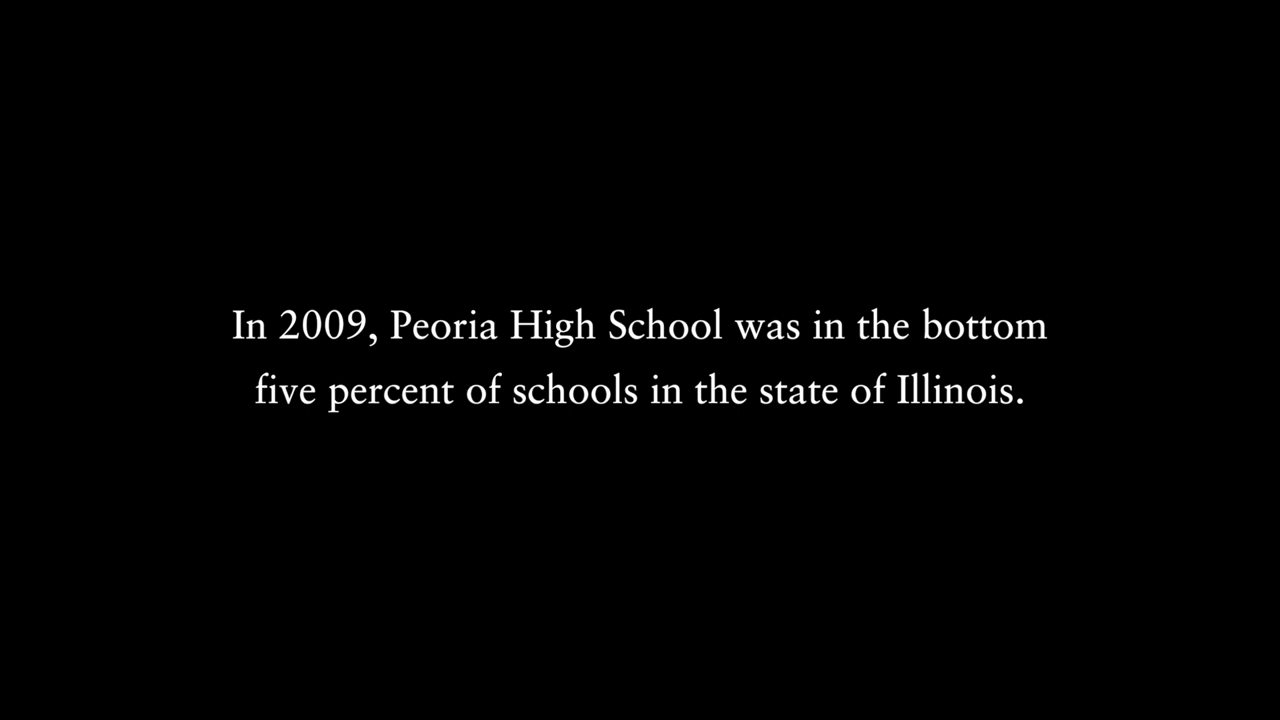 In 2009, Peoria High School was in the bottom
five percent of schools in the state of Illinois.